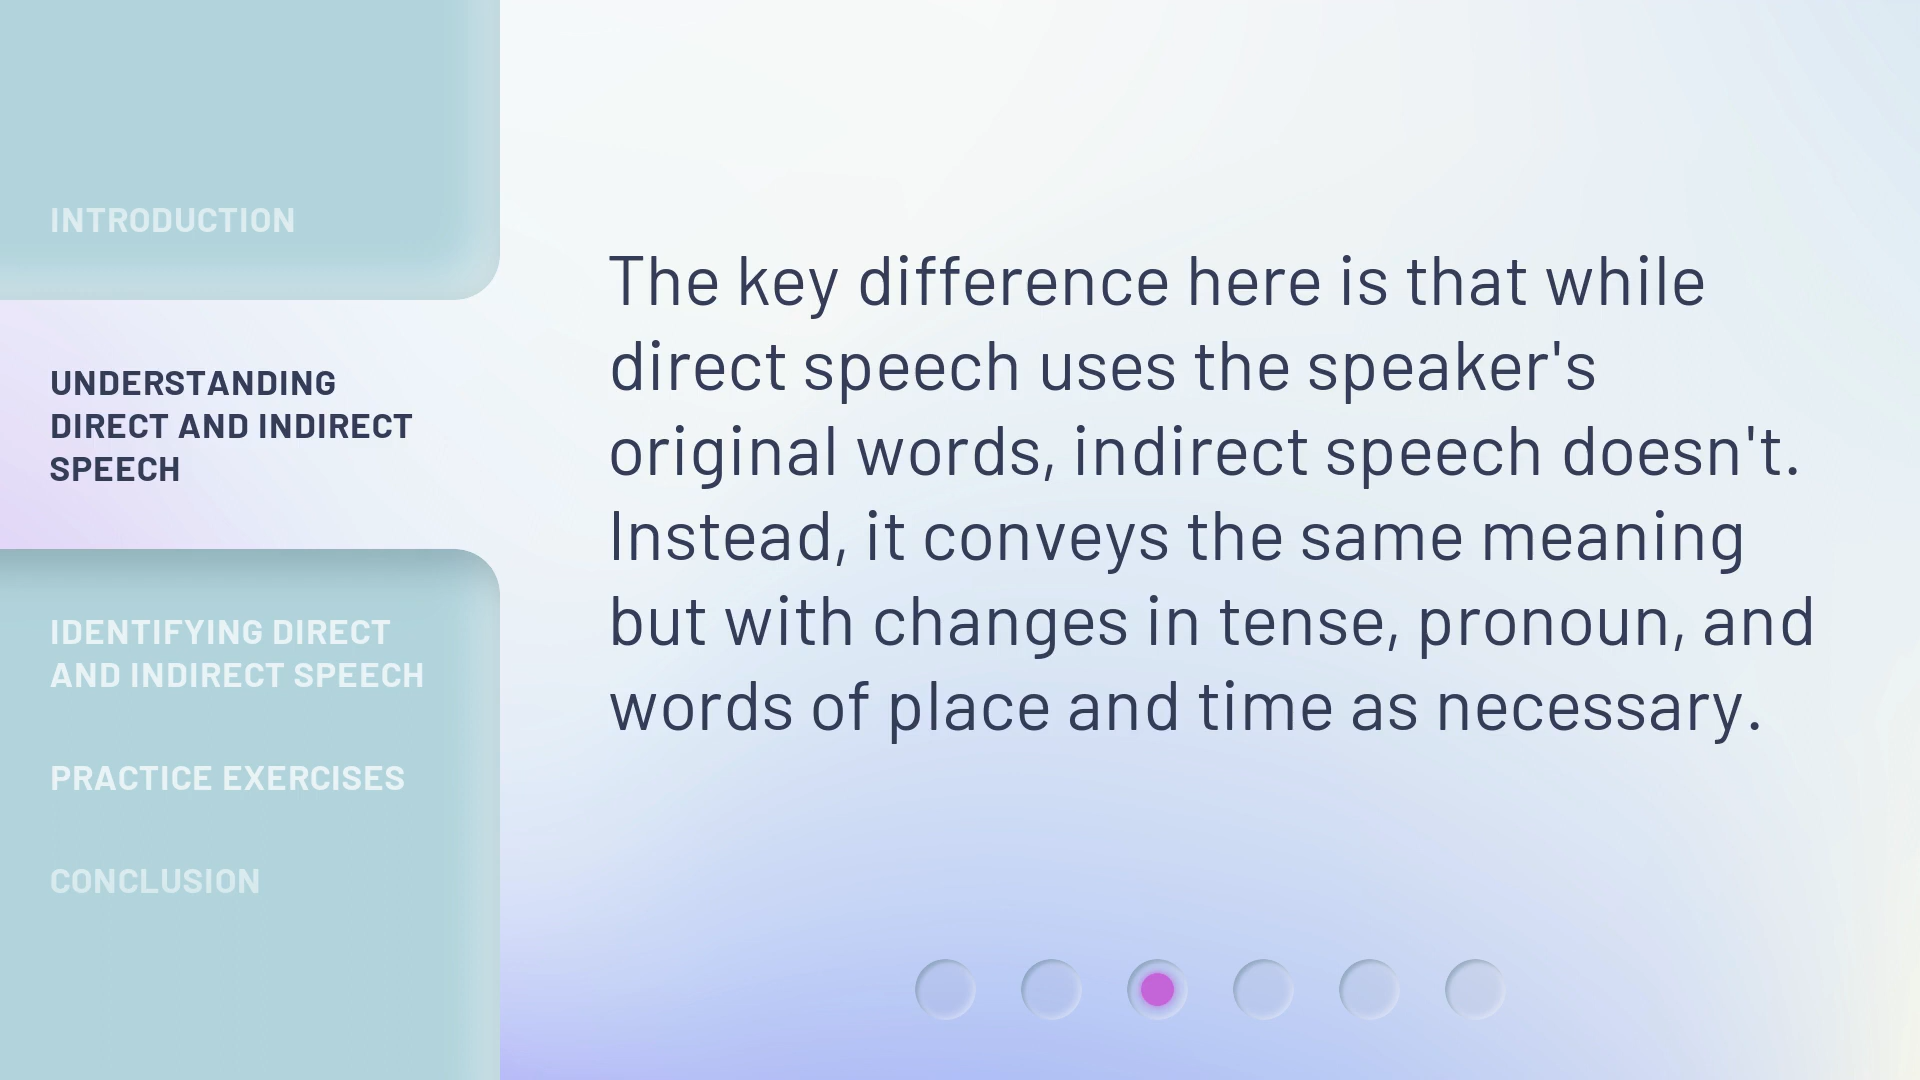 INTRODUCTION
UNDERSTANDING
DIRECT AND INDIRECT
SPEECH
IDENTIFYING DIRECT
AND INDIRECT SPEECH
PRACTICE EXERCISES
CONCLUSION
The key difference here is that while
direct speech uses the speaker's
original words, indirect speech doesn't.
Instead, it conveys the same meaning
but with changes in tense, pronoun, and
words of place and time as necessary.